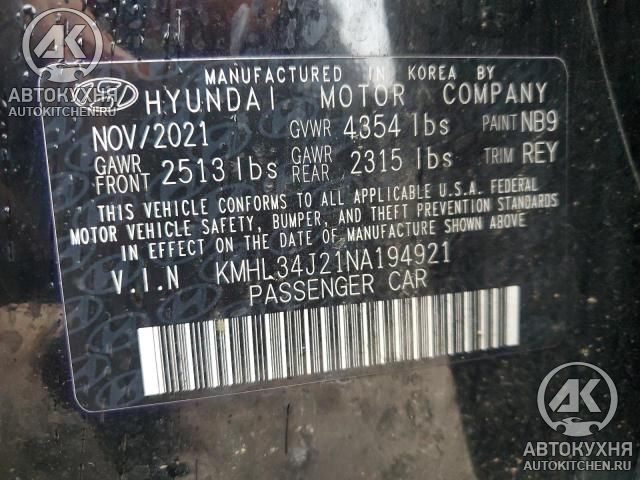 АК
АВТОКУХНЯ
AUTOKITCHEN.RU
MANUFACTURED IN KOREA BY
HYUNDAI MOTOR COMPANY
NOV/2021 GVWR 4354 lbs PAINT NB9
GAWR FRONT 2513 lbs GAWR REAR 2315 lbs TRIM REY
THIS VEHICLE CONFORMS TO ALL APPLICABLE U.S.A. FEDERAL
MOTOR VEHICLE SAFETY, BUMPER, AND THEFT PREVENTION STANDARDS
IN EFFECT ON THE DATE OF MANUFACTURE SHOWN ABOVE
V.I.N KMHL34J21NA194921
PASSENGER CAR
АК
АВТОКУХНЯ
AUTOKITCHEN.RU